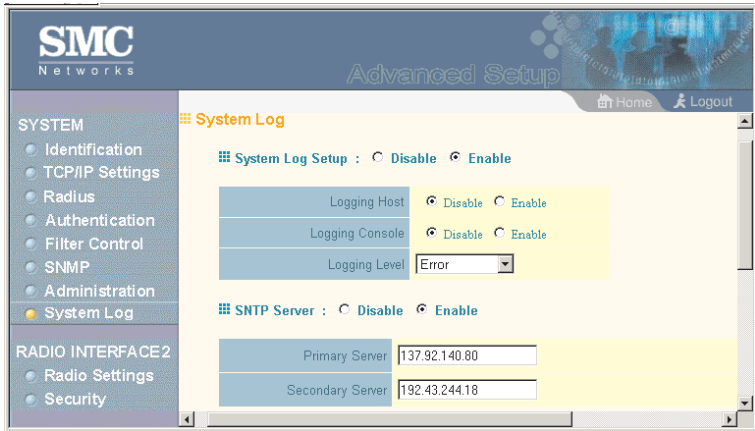 SMC
Networks
Advanced Setup
Home Logout
SYSTEM
Identification
TCP/IP Settings
Radius
Authentication
Filter Control
SNMP
Administration
System Log
RADIO INTERFACE2
Radio Settings
Security
System Log
System Log Setup : Disable Enable
Logging Host Disable Enable
Logging Console Disable Enable
Logging Level Error
SNTP Server : Disable Enable
Primary Server 137.92.140.80
Secondary Server 192.43.244.18